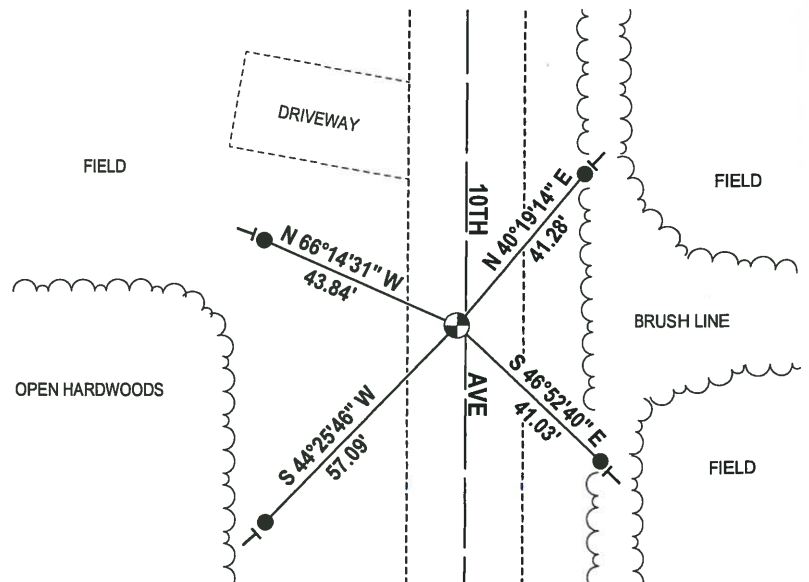 DRIVEWAY
FIELD
FIELD
10TH
N 40°19'14" E
41.28'
N 66°14'31" W
43.84'
BRUSH LINE
OPEN HARDWOODS
AVE
S 46°52'40" E
41.03'
S 44°25'46" W
57.09'
FIELD